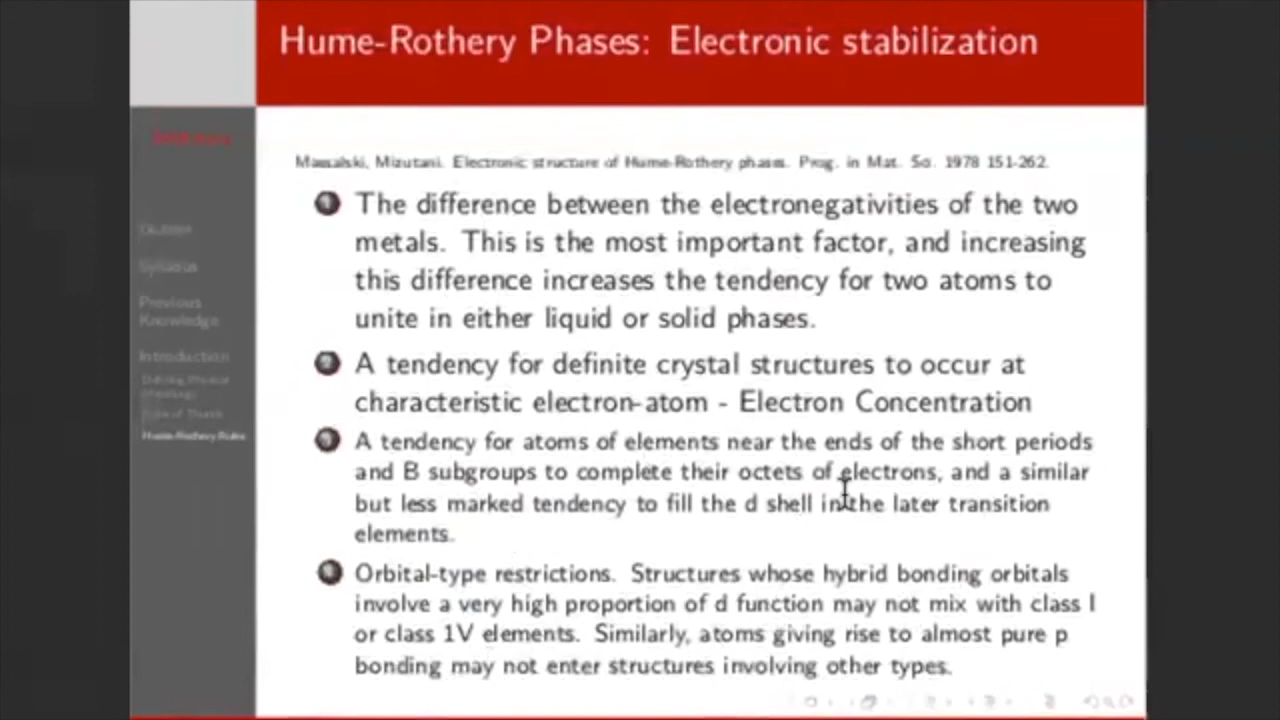 Hume-Rothery Phases: Electronic stabilization
Massalski, Mizutani. Electronic structure of Hume-Rothery phases. Prog. in Mat. Sci. 1978 151-262.
The difference between the electronegativities of the two
metals. This is the most important factor, and increasing
this difference increases the tendency for two atoms to
unite in either liquid or solid phases.
A tendency for definite crystal structures to occur at
characteristic electron-atom - Electron Concentration
A tendency for atoms of elements near the ends of the short periods
and B subgroups to complete their octets of electrons, and a similar
but less marked tendency to fill the d shell in the later transition
elements.
Orbital-type restrictions. Structures whose hybrid bonding orbitals
involve a very high proportion of d function may not mix with class I
or class 1V elements. Similarly, atoms giving rise to almost pure p
bonding may not enter structures involving other types.
Outline
Syllabus
Previous
Knowledge
Introduction
Hume-Rothery Rules